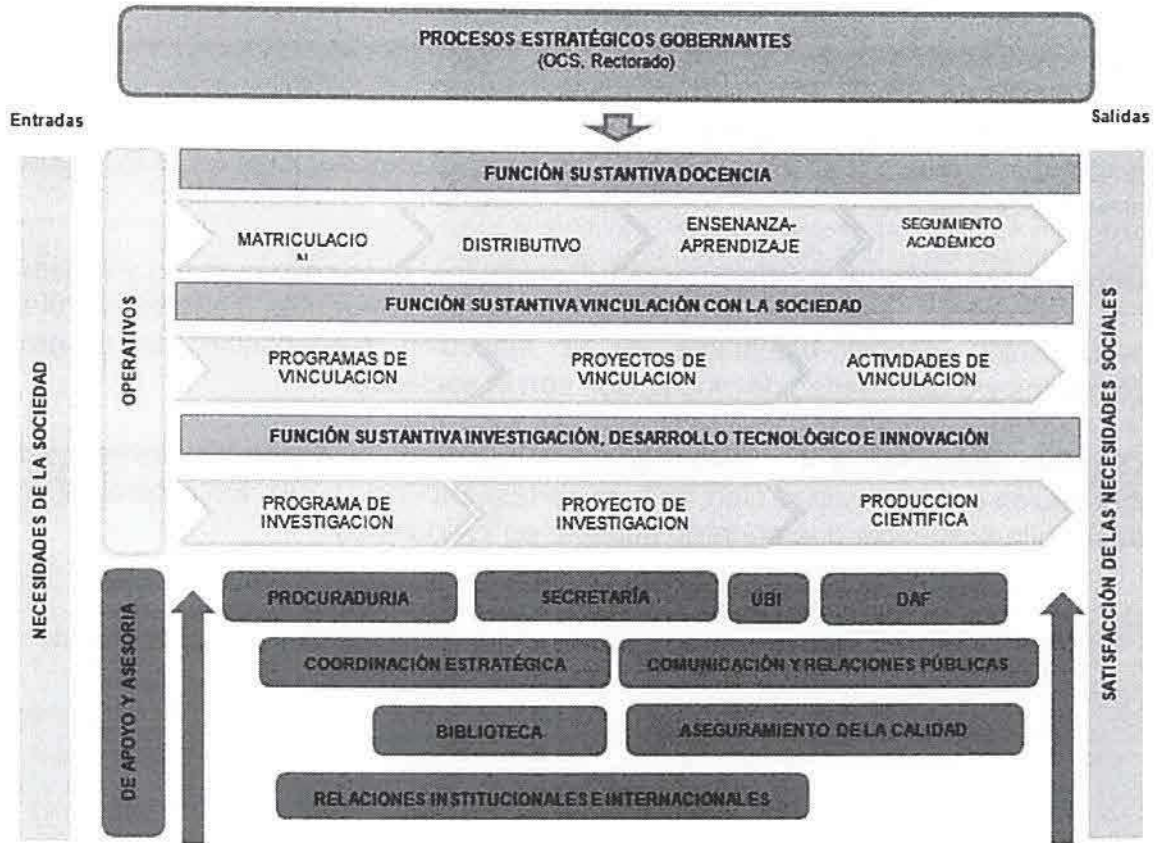 PROCESOS ESTRATÉGICOS GOBERNANTES
(OCS, Rectorado)
Entradas
Salidas
NECESIDADES DE LA SOCIEDAD
OPERATIVOS
FUNCIÓN SUSTANTIVA DOCENCIA
MATRICULACIO
N
DISTRIBUTIVO
ENSENANZA-
APRENDIZAJE
SEGUIMIENTO
ACADÉMICO
FUNCIÓN SUSTANTIVA VINCULACIÓN CON LA SOCIEDAD
PROGRAMAS DE
VINCULACION
PROYECTOS DE
VINCULACION
ACTIVIDADES DE
VINCULACION
FUNCIÓN SUSTANTIVA INVESTIGACIÓN, DESARROLLO TECNOLÓGICO E INNOVACIÓN
PROGRAMA DE
INVESTIGACION
PROYECTO DE
INVESTIGACION
PRODUCCION
CIENTIFICA
DE APOYO Y ASESORIA
PROCURADURIA
SECRETARÍA
UBI
DAF
COORDINACIÓN ESTRATÉGICA
COMUNICACIÓN Y RELACIONES PÚBLICAS
BIBLIOTECA
ASEGURAMIENTO DE LA CALIDAD
RELACIONES INSTITUCIONALES E INTERNACIONALES
SATISFACCIÓN DE LAS NECESIDADES SOCIALES